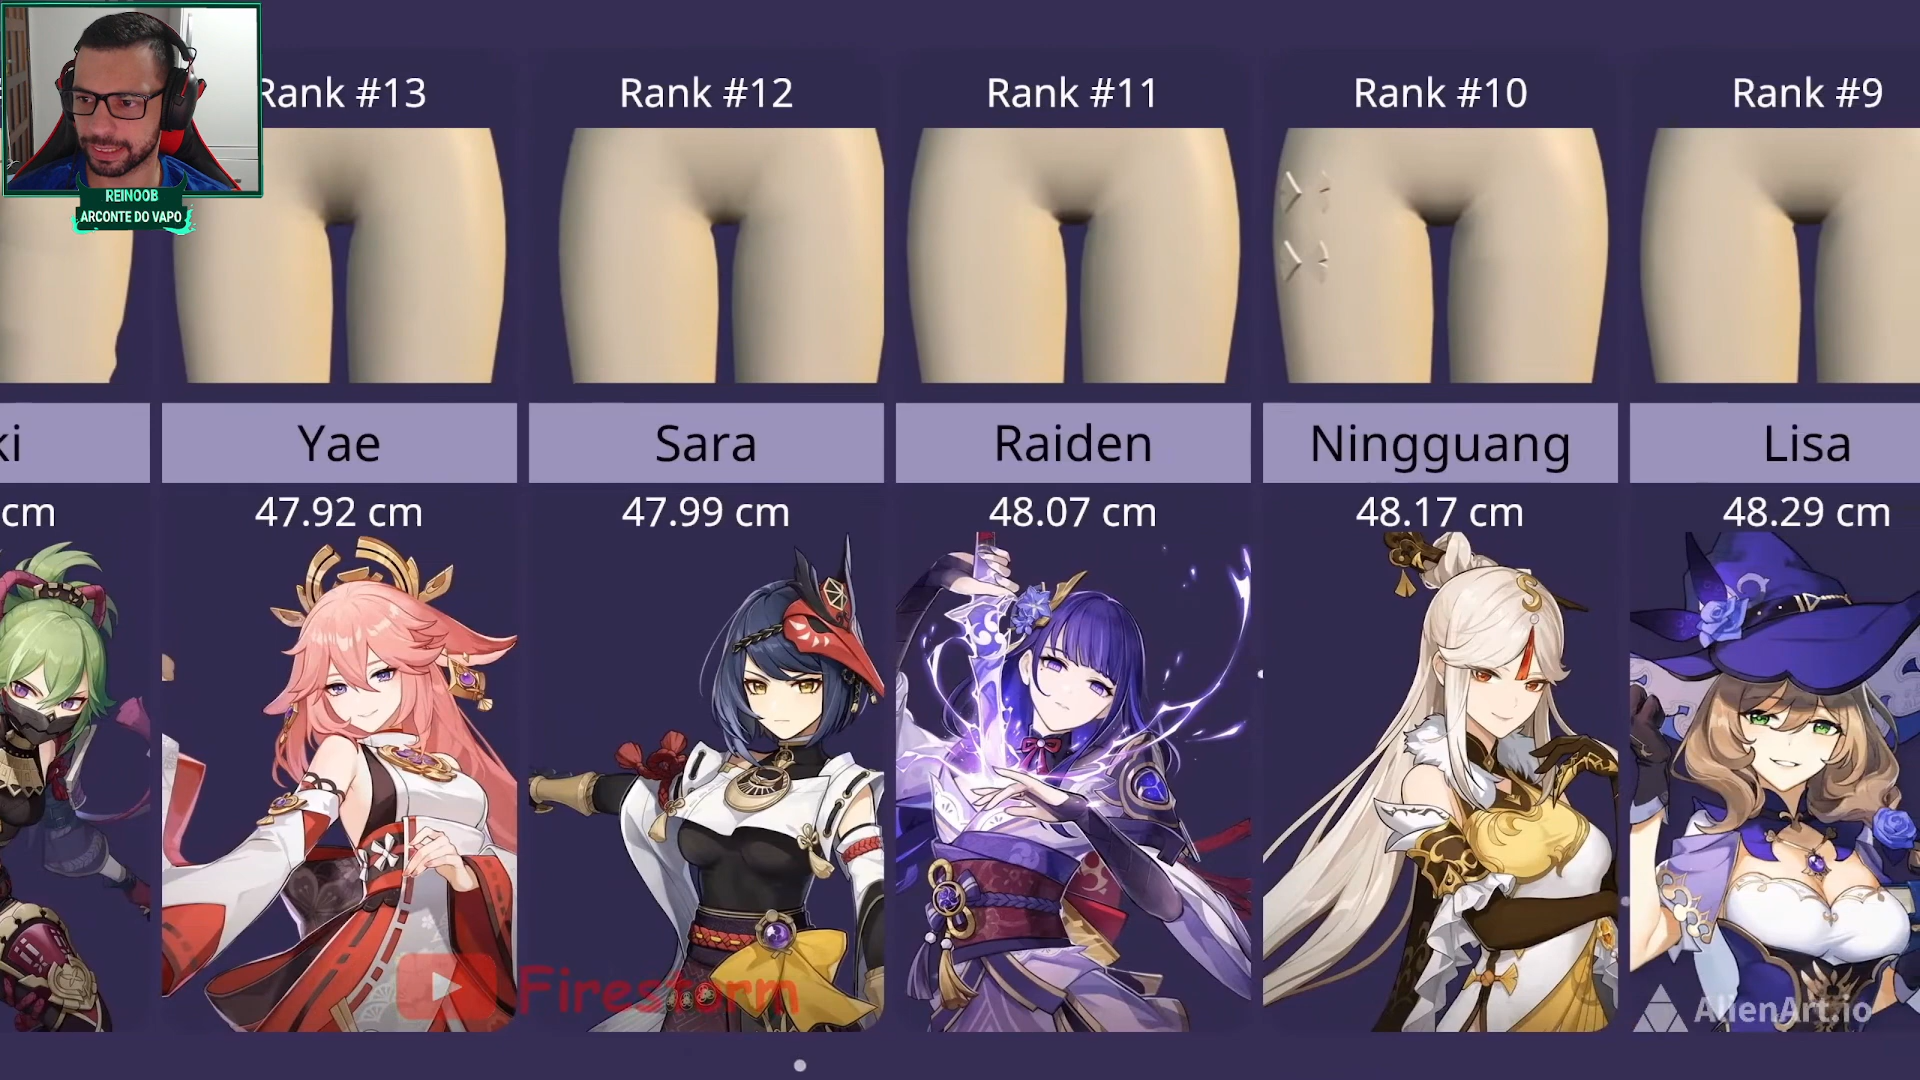 Rank #13
Rank #12
Rank #11
Rank #10
Rank #9
REINOOB
ARCONTE DO VAPO
ki
Yae
Sara
Raiden
Ningguang
Lisa
cm
47.92 cm
47.99 cm
48.07 cm
48.17 cm
48.29 cm
Firestorm
AlienArt.io